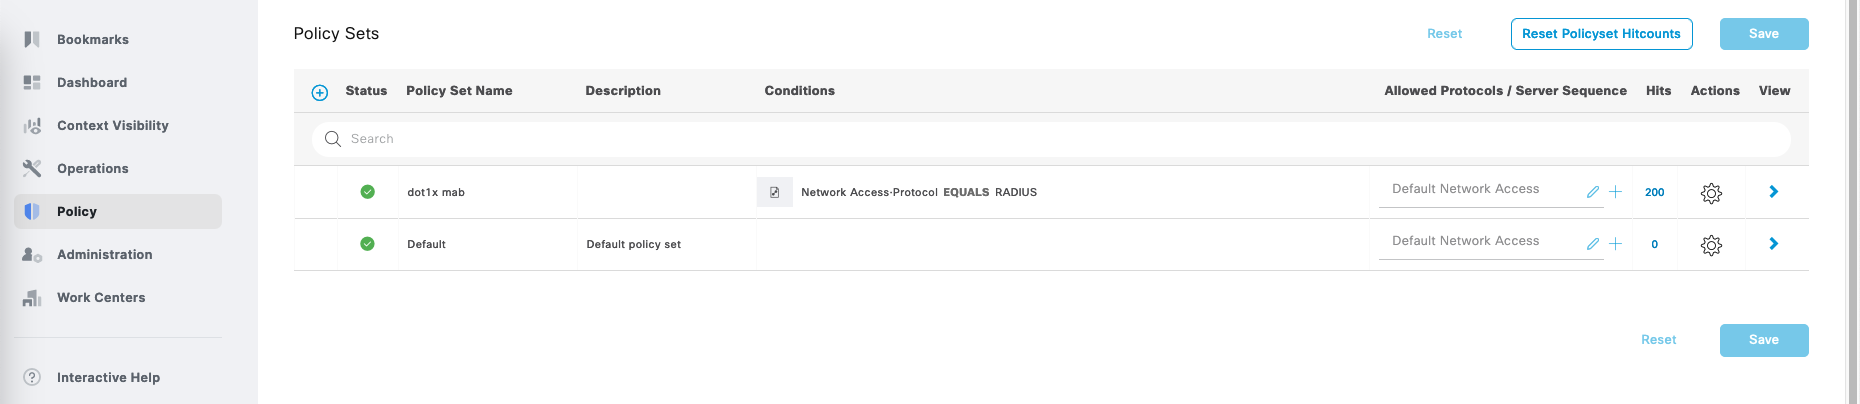 Bookmarks
Dashboard
Context Visibility
Operations
Policy
Administration
Work Centers
Interactive Help
Policy Sets
Reset
Reset Policyset Hitcounts
Save
Status Policy Set Name Description Conditions Allowed Protocols / Server Sequence Hits Actions View
Search
dot1x mab Network Access·Protocol EQUALS RADIUS Default Network Access 200
Default Default policy set Default Network Access 0
Reset
Save